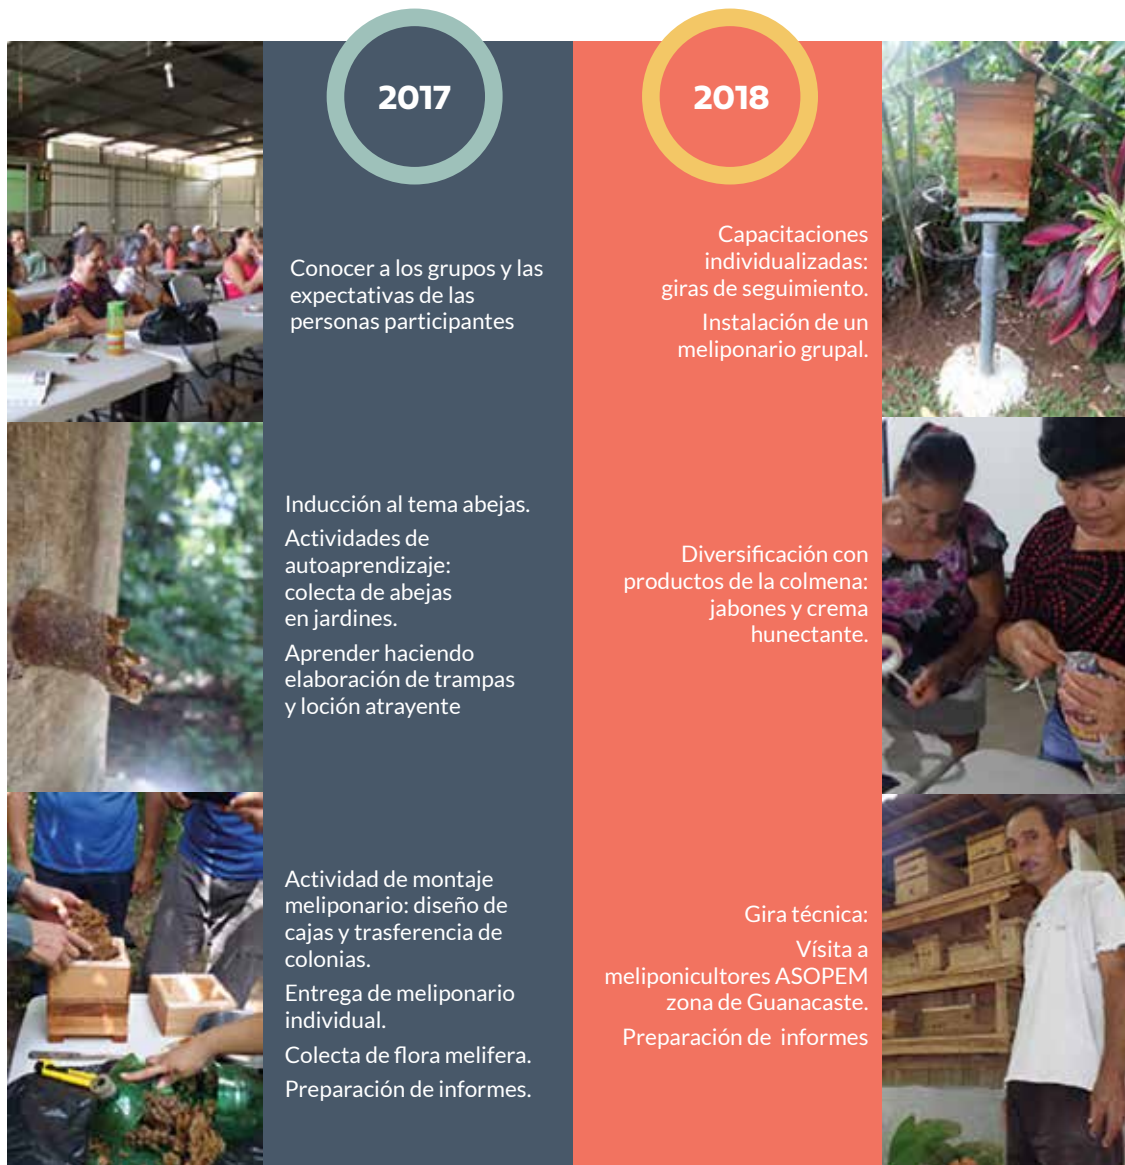 2017
Conocer a los grupos y las
expectativas de las
personas participantes
Inducción al tema abejas.
Actividades de
autoaprendizaje:
colecta de abejas
en jardines.
Aprender haciendo
elaboración de trampas
y loción atrayente
Actividad de montaje
meliponario: diseño de
cajas y trasferencia de
colonias.
Entrega de meliponario
individual.
Colecta de flora melifera.
Preparación de informes.
2018
Capacitaciones
individualizadas:
giras de seguimiento.
Instalación de un
meliponario grupal.
Diversificación con
productos de la colmena:
jabones y crema
hunectante.
Gira técnica:
Vísita a
meliponicultores ASOPEM
zona de Guanacaste.
Preparación de informes